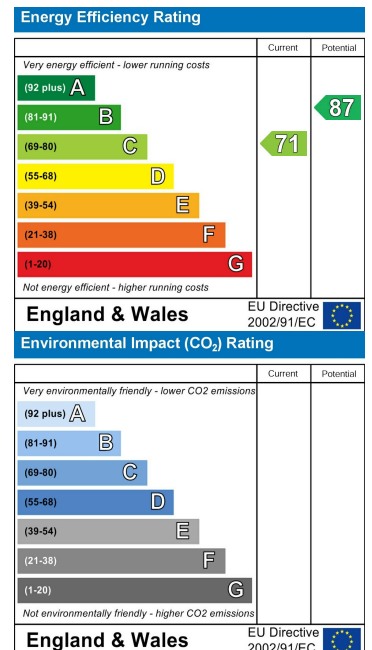 Energy Efficiency Rating
Current Potential
Very energy efficient - lower running costs
(92 plus) A
(81-91) B
87
(69-80) C
71
(55-68) D
(39-54) E
(21-38) F
(1-20) G
Not energy efficient - higher running costs
England & Wales
EU Directive
2002/91/EC
Environmental Impact (CO₂) Rating
Current Potential
Very environmentally friendly - lower CO2 emissions
(92 plus) A
(81-91) B
(69-80) C
(55-68) D
(39-54) E
(21-38) F
(1-20) G
Not environmentally friendly - higher CO2 emissions
England & Wales
EU Directive
2002/91/EC